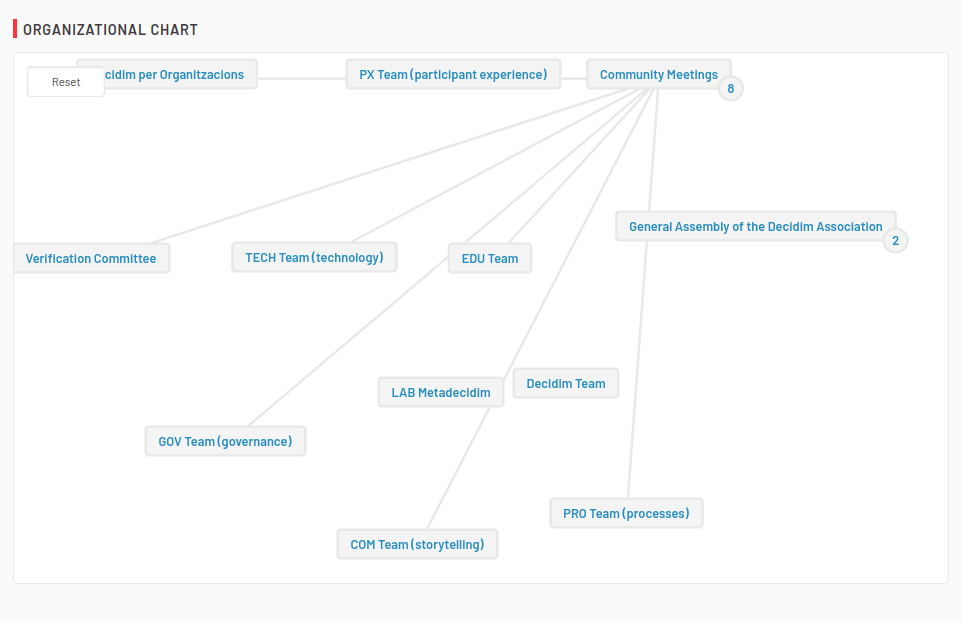 ORGANIZATIONAL CHART
Reset
cidim per Organitzacions
PX Team (participant experience)
Community Meetings
8
General Assembly of the Decidim Association
2
Verification Committee
TECH Team (technology)
EDU Team
LAB Metadecidim
Decidim Team
GOV Team (governance)
PRO Team (processes)
COM Team (storytelling)